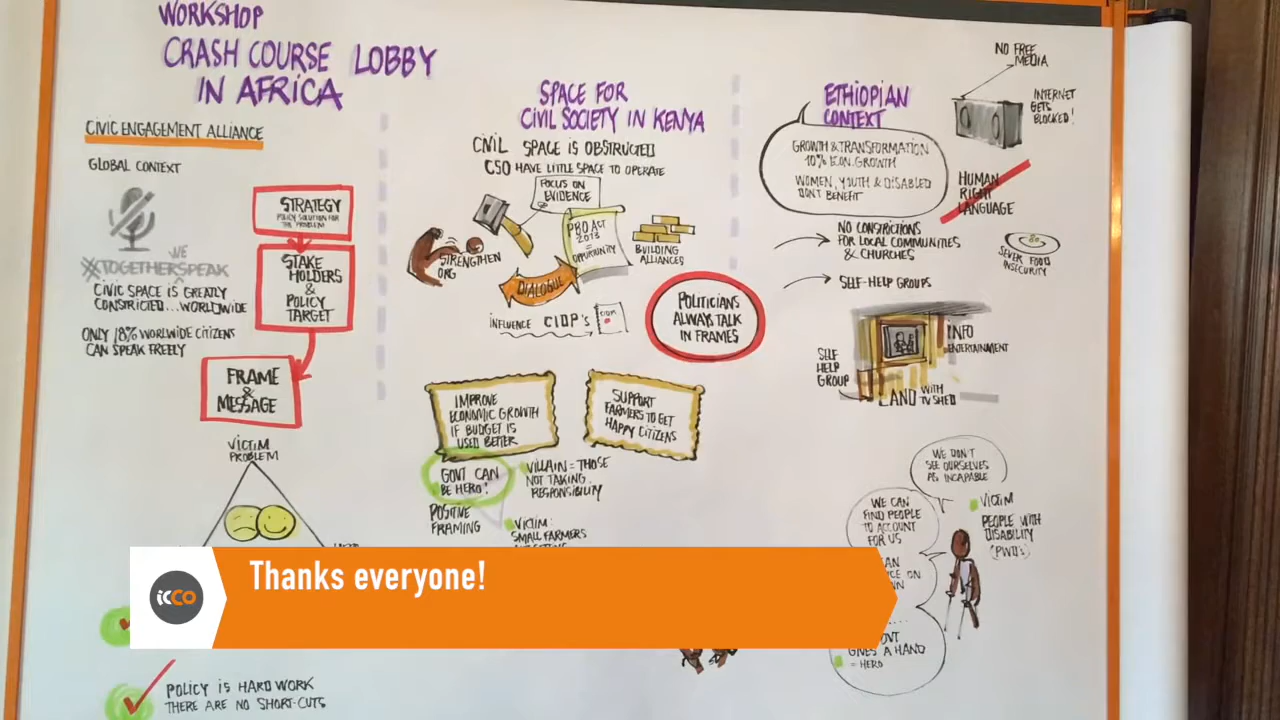 WORKSHOP
CRASH COURSE LOBBY
IN AFRICA
CIVIC ENGAGEMENT ALLIANCE
GLOBAL CONTEXT
WE
#TOGETHERSPEAK
CIVIC SPACE IS GREATLY
CONSTRICTED...WORLDWIDE
ONLY 18% WORLDWIDE CITIZENS
CAN SPEAK FREELY
STRATEGY
POLICY SOLUTION FOR
THE PROBLEM
STAKE
HOLDERS
&
POLICY
TARGET
FRAME
&
MESSAGE
VICTIM
PROBLEM
POLICY IS HARD WORK
THERE ARE NO SHORT-CUTS
SPACE FOR
CIVIL SOCIETY IN KENYA
CIVIL SPACE IS OBSTRUCTED
CSO HAVE LITTLE SPACE TO OPERATE
FOCUS ON
EVIDENCE
STRENGTHEN
ORG
PBO ACT
2013
=
OPPORTUNITY
BUILDING
ALLIANCES
DIALOGUE
INFLUENCE CIDP'S
POLITICIANS
ALWAYS TALK
IN FRAMES
IMPROVE
ECONOMIC GROWTH
IF BUDGET IS
USED BETTER
SUPPORT
FARMERS TO GET
HAPPY CITIZENS
GOVT CAN
BE HERO!
POSITIVE
FRAMING
VILLAIN = THOSE
NOT TAKING
RESPONSIBILITY
VICTIM:
SMALL FARMERS
ETHIOPIAN
CONTEXT
GROWTH & TRANSFORMATION
10% ECON. GROWTH
WOMEN, YOUTH & DISABLED
DON'T BENEFIT
NO FREE
MEDIA
INTERNET
GETS
BLOCKED!
HUMAN
RIGHT
LANGUAGE
NO CONSTRICTIONS
FOR LOCAL COMMUNITIES
& CHURCHES
SELF-HELP GROUPS
SEVER FOOD
INSECURITY
SELF
HELP
GROUP
INFO
ENTERTAINMENT
LAND WITH
TV SHED
WE DON'T
SEE OURSELVES
AS INCAPABLE
WE CAN
FIND PEOPLE
TO ACCOUNT
FOR US
VICTIM
PEOPLE WITH
DISABILITY
(PWD's)
GIVES A HAND
= HERO
icco
Thanks everyone!